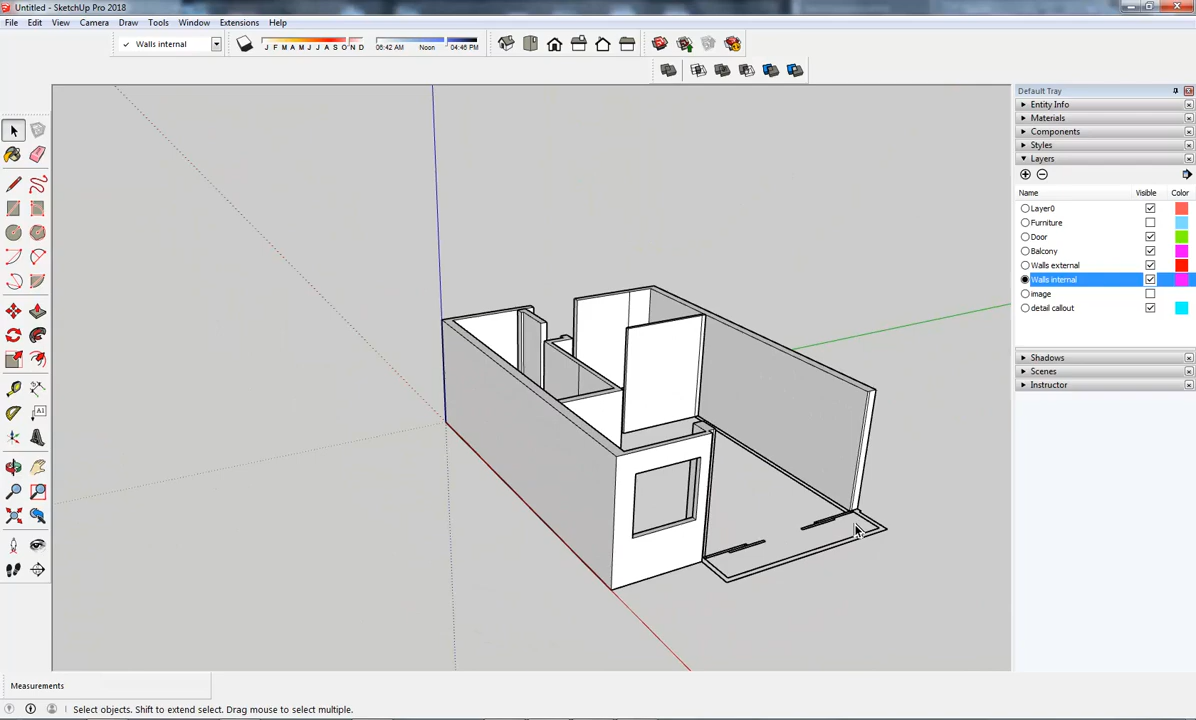 Untitled - SketchUp Pro 2018
File Edit View Camera Draw Tools Window Extensions Help
Walls internal
J F M A M J J A S O N D
06:42 AM Noon 04:46 PM
Default Tray
Entity Info
Materials
Components
Styles
Layers
Name Visible Color
Layer0
Furniture
Door
Balcony
Walls external
Walls internal
image
detail callout
Shadows
Scenes
Instructor
Measurements
Select objects. Shift to extend select. Drag mouse to select multiple.